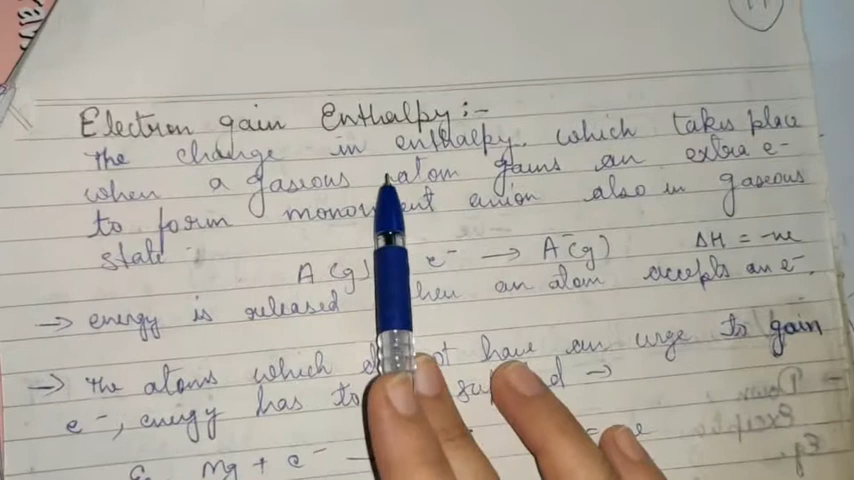 Electron gain Enthalpy :-
The change in enthalpy. which takes place
when a gaseous atom gains an extra e-
to form anion also in gaseous
state
A (g) e- → A-(g) ΔH = -ve
→ energy is released an atom accepts an e-.
→ The atoms which have an urge to gain
e-, energy has to
Mg + e-